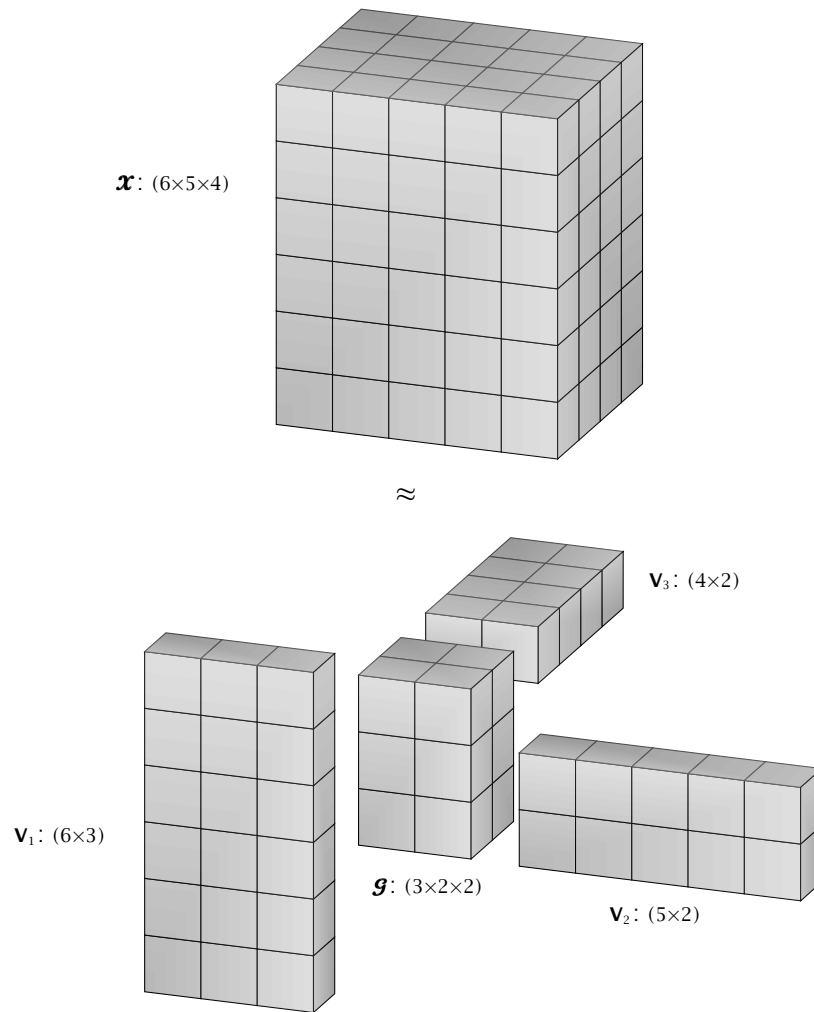 𝓧: (6×5×4)
≈
V₃: (4×2)
V₁: (6×3)
𝓖: (3×2×2)
V₂: (5×2)